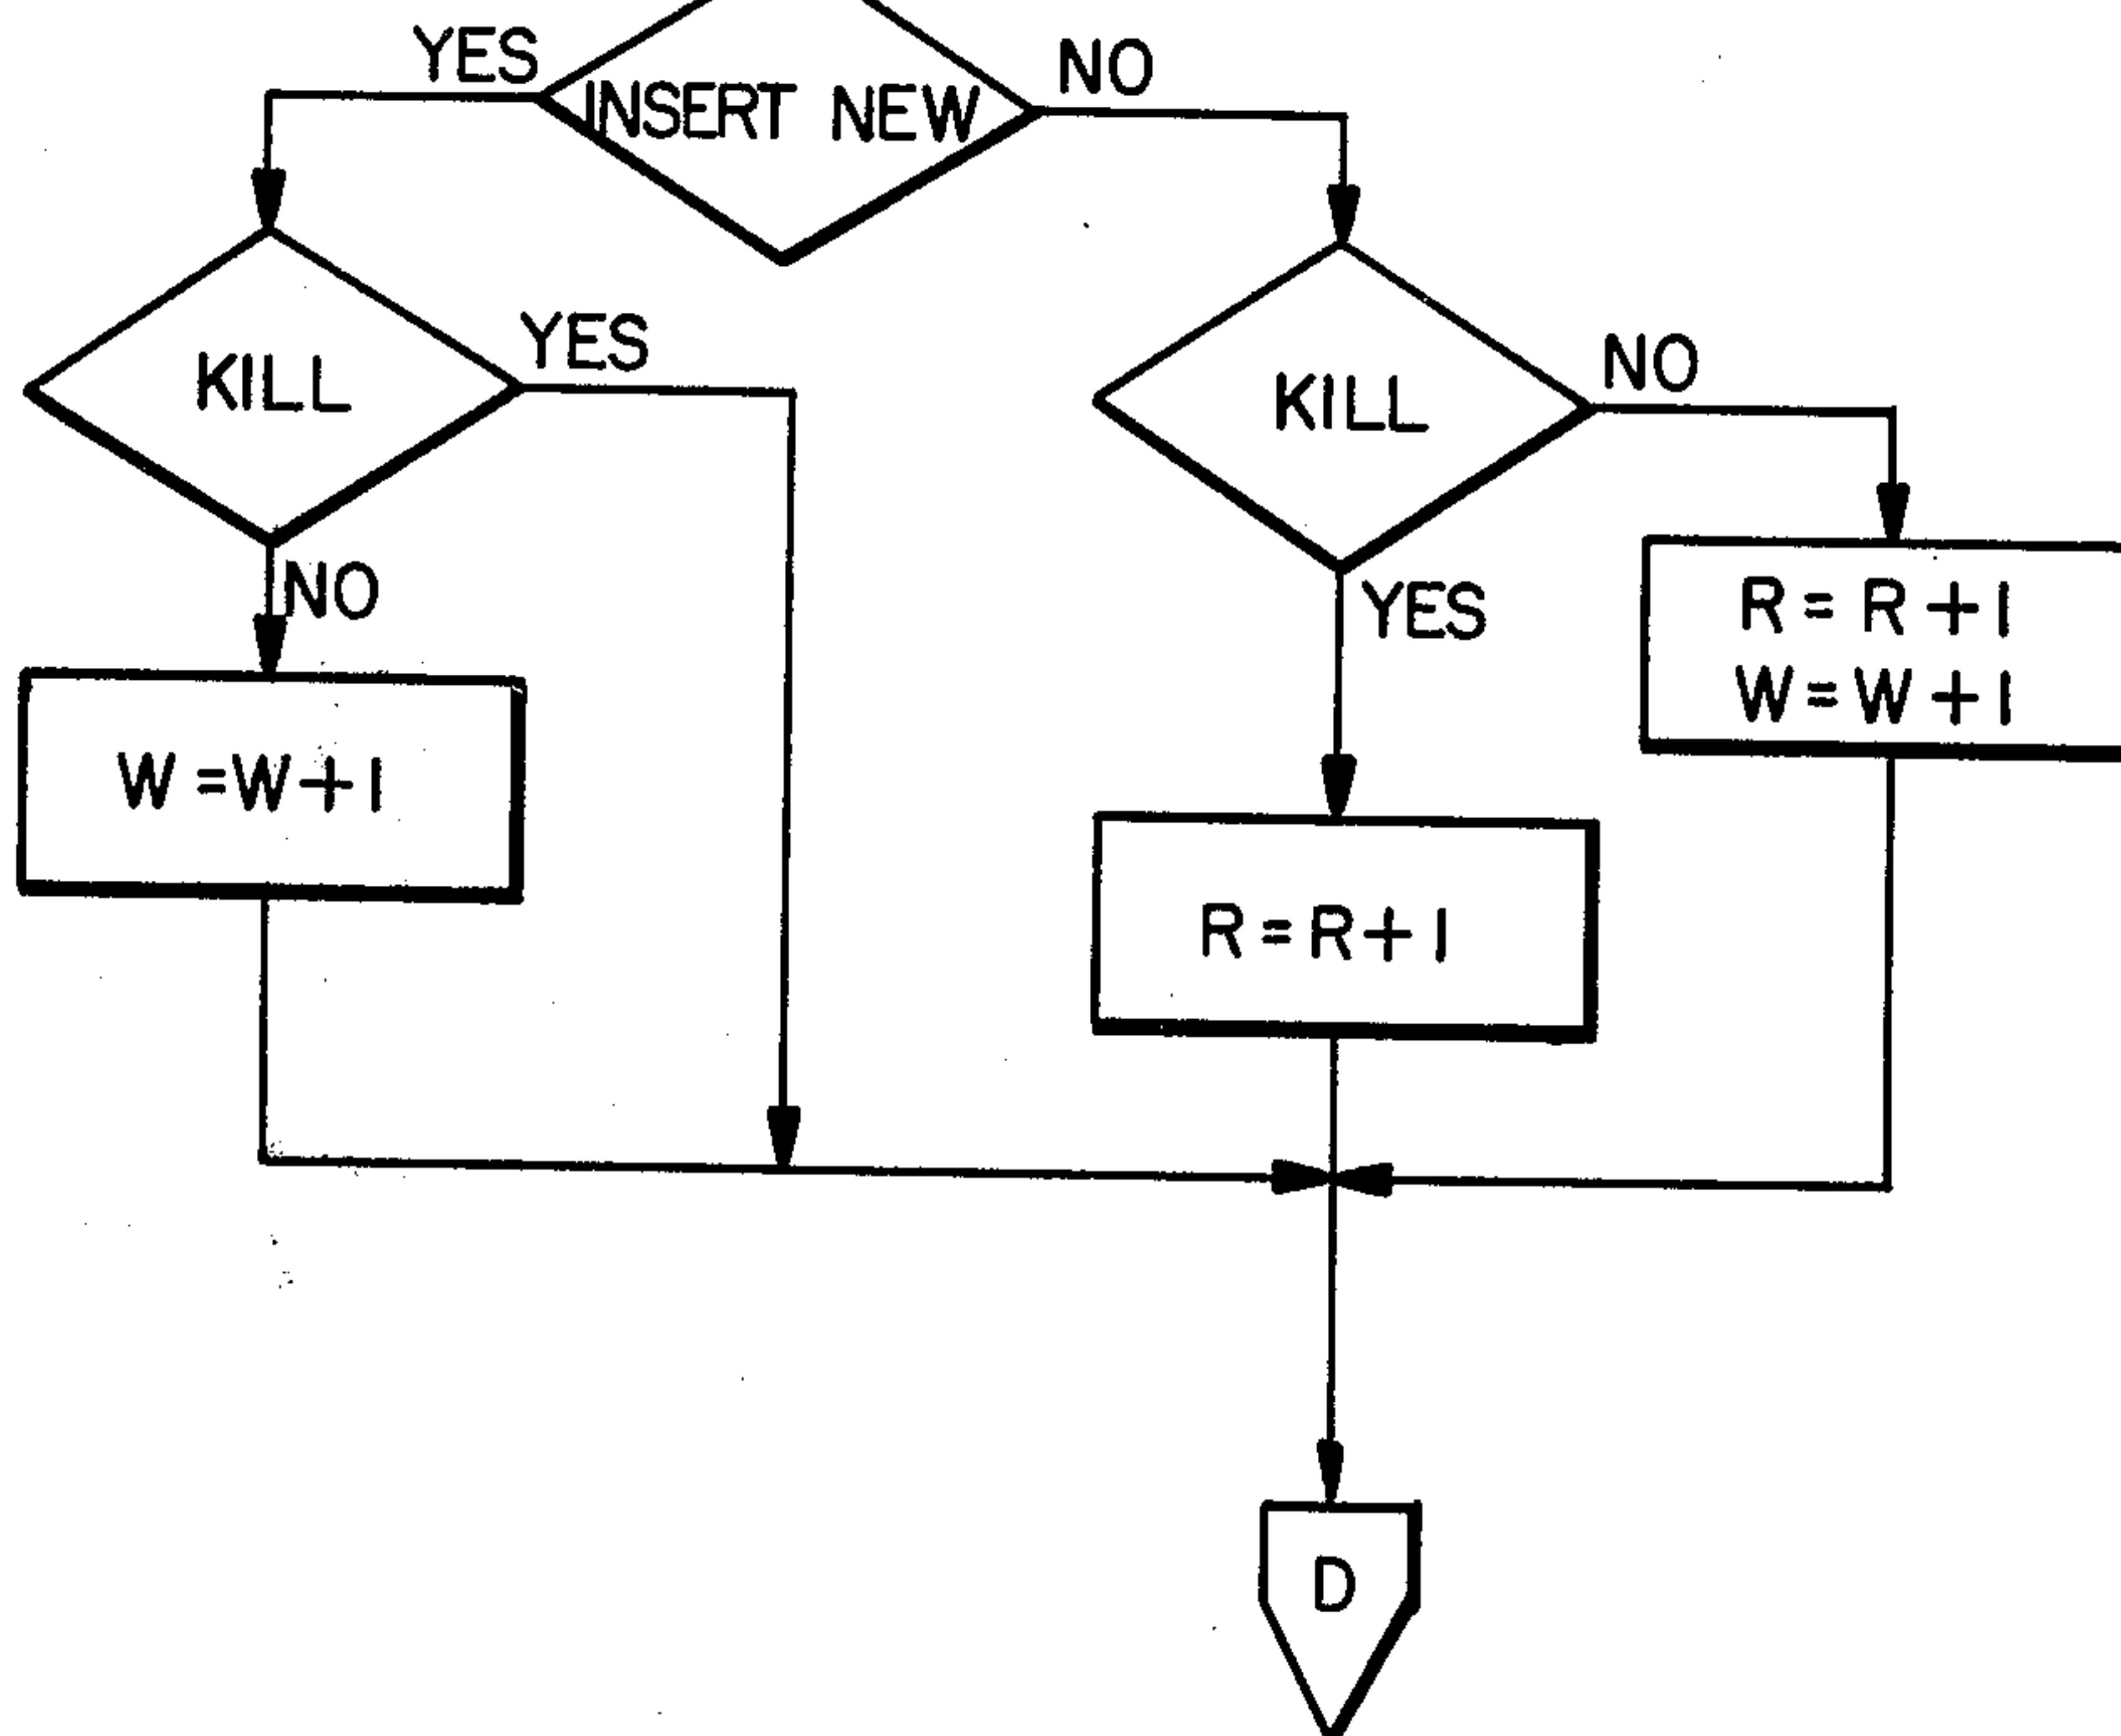 YES
NO
INSERT NEW
YES
KILL
NO
KILL
NO
YES
R = R + 1
W = W + 1
W = W + 1
R = R + 1
D